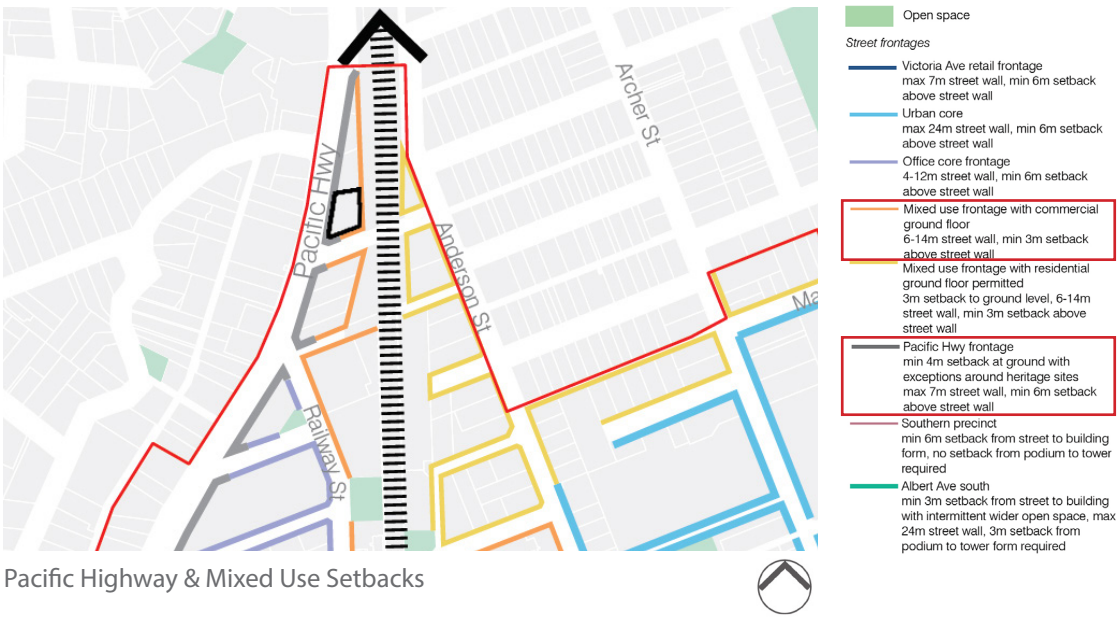 Pacific Hwy
Archer St
Anderson St
Railway St
Ma
Pacific Highway & Mixed Use Setbacks
Open space
Street frontages
Victoria Ave retail frontage
max 7m street wall, min 6m setback
above street wall
Urban core
max 24m street wall, min 6m setback
above street wall
Office core frontage
4-12m street wall, min 6m setback
above street wall
Mixed use frontage with commercial
ground floor
6-14m street wall, min 3m setback
above street wall
Mixed use frontage with residential
ground floor permitted
3m setback to ground level, 6-14m
street wall, min 3m setback above
street wall
Pacific Hwy frontage
min 4m setback at ground with
exceptions around heritage sites
max 7m street wall, min 6m setback
above street wall
Southern precinct
min 6m setback from street to building
form, no setback from podium to tower
required
Albert Ave south
min 3m setback from street to building
with intermittent wider open space, max
24m street wall, 3m setback from
podium to tower form required